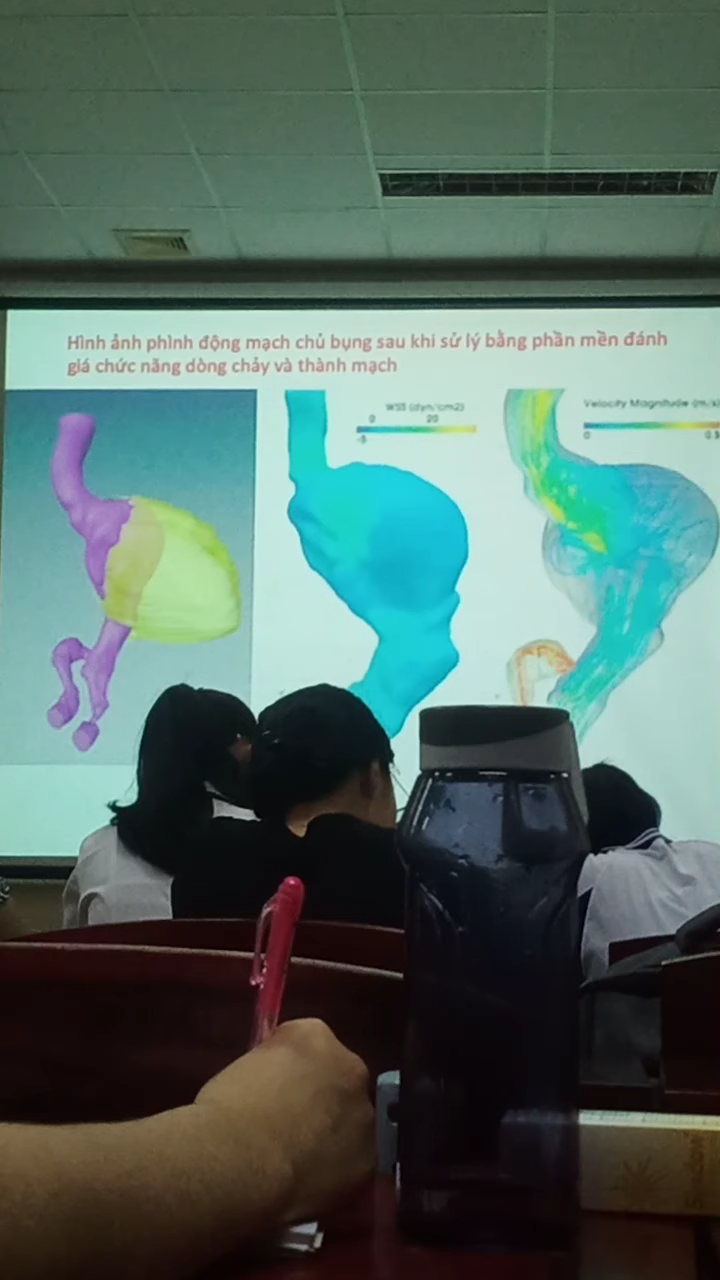 Hình ảnh phình động mạch chủ bụng sau khi sử lý bằng phần mền đánh
giá chức năng dòng chảy và thành mạch
WSS (dyn/cm2)
0 20
-5
Velocity Magnitude (m/s)
0